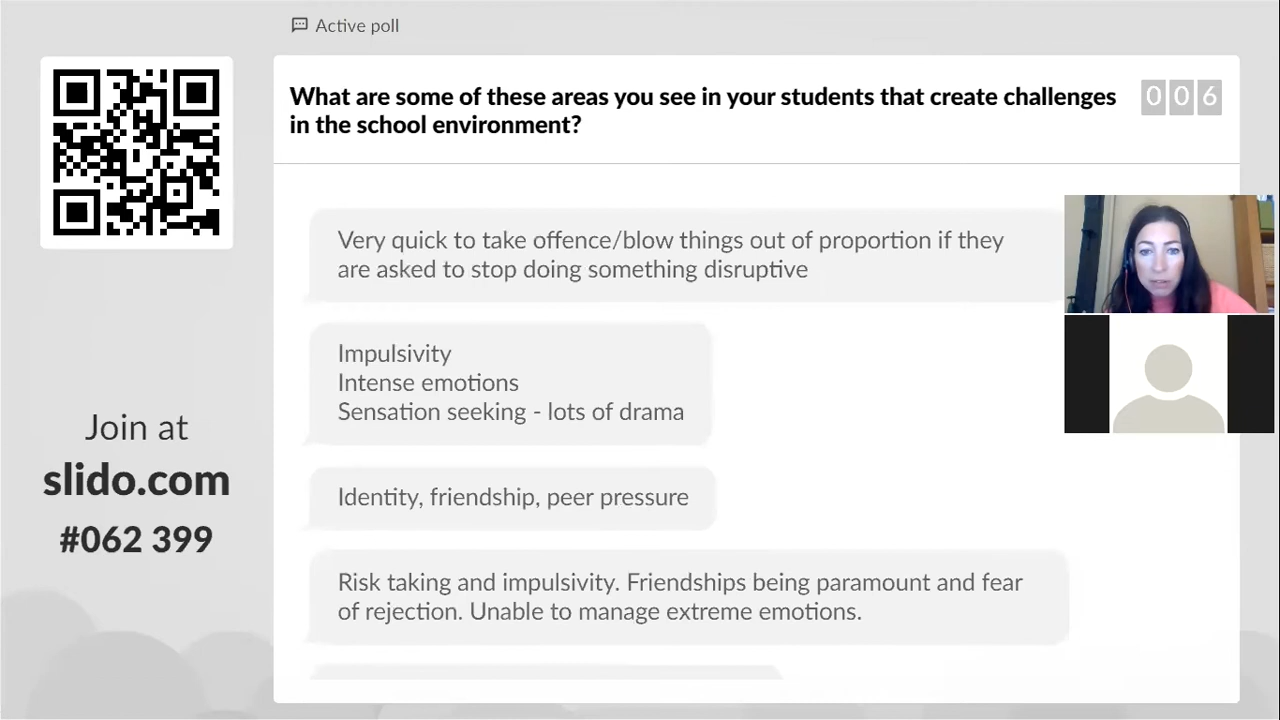 Active poll
What are some of these areas you see in your students that create challenges
in the school environment?
006
Very quick to take offence/blow things out of proportion if they
are asked to stop doing something disruptive
Impulsivity
Intense emotions
Sensation seeking - lots of drama
Identity, friendship, peer pressure
Risk taking and impulsivity. Friendships being paramount and fear
of rejection. Unable to manage extreme emotions.
Join at
slido.com
#062 399